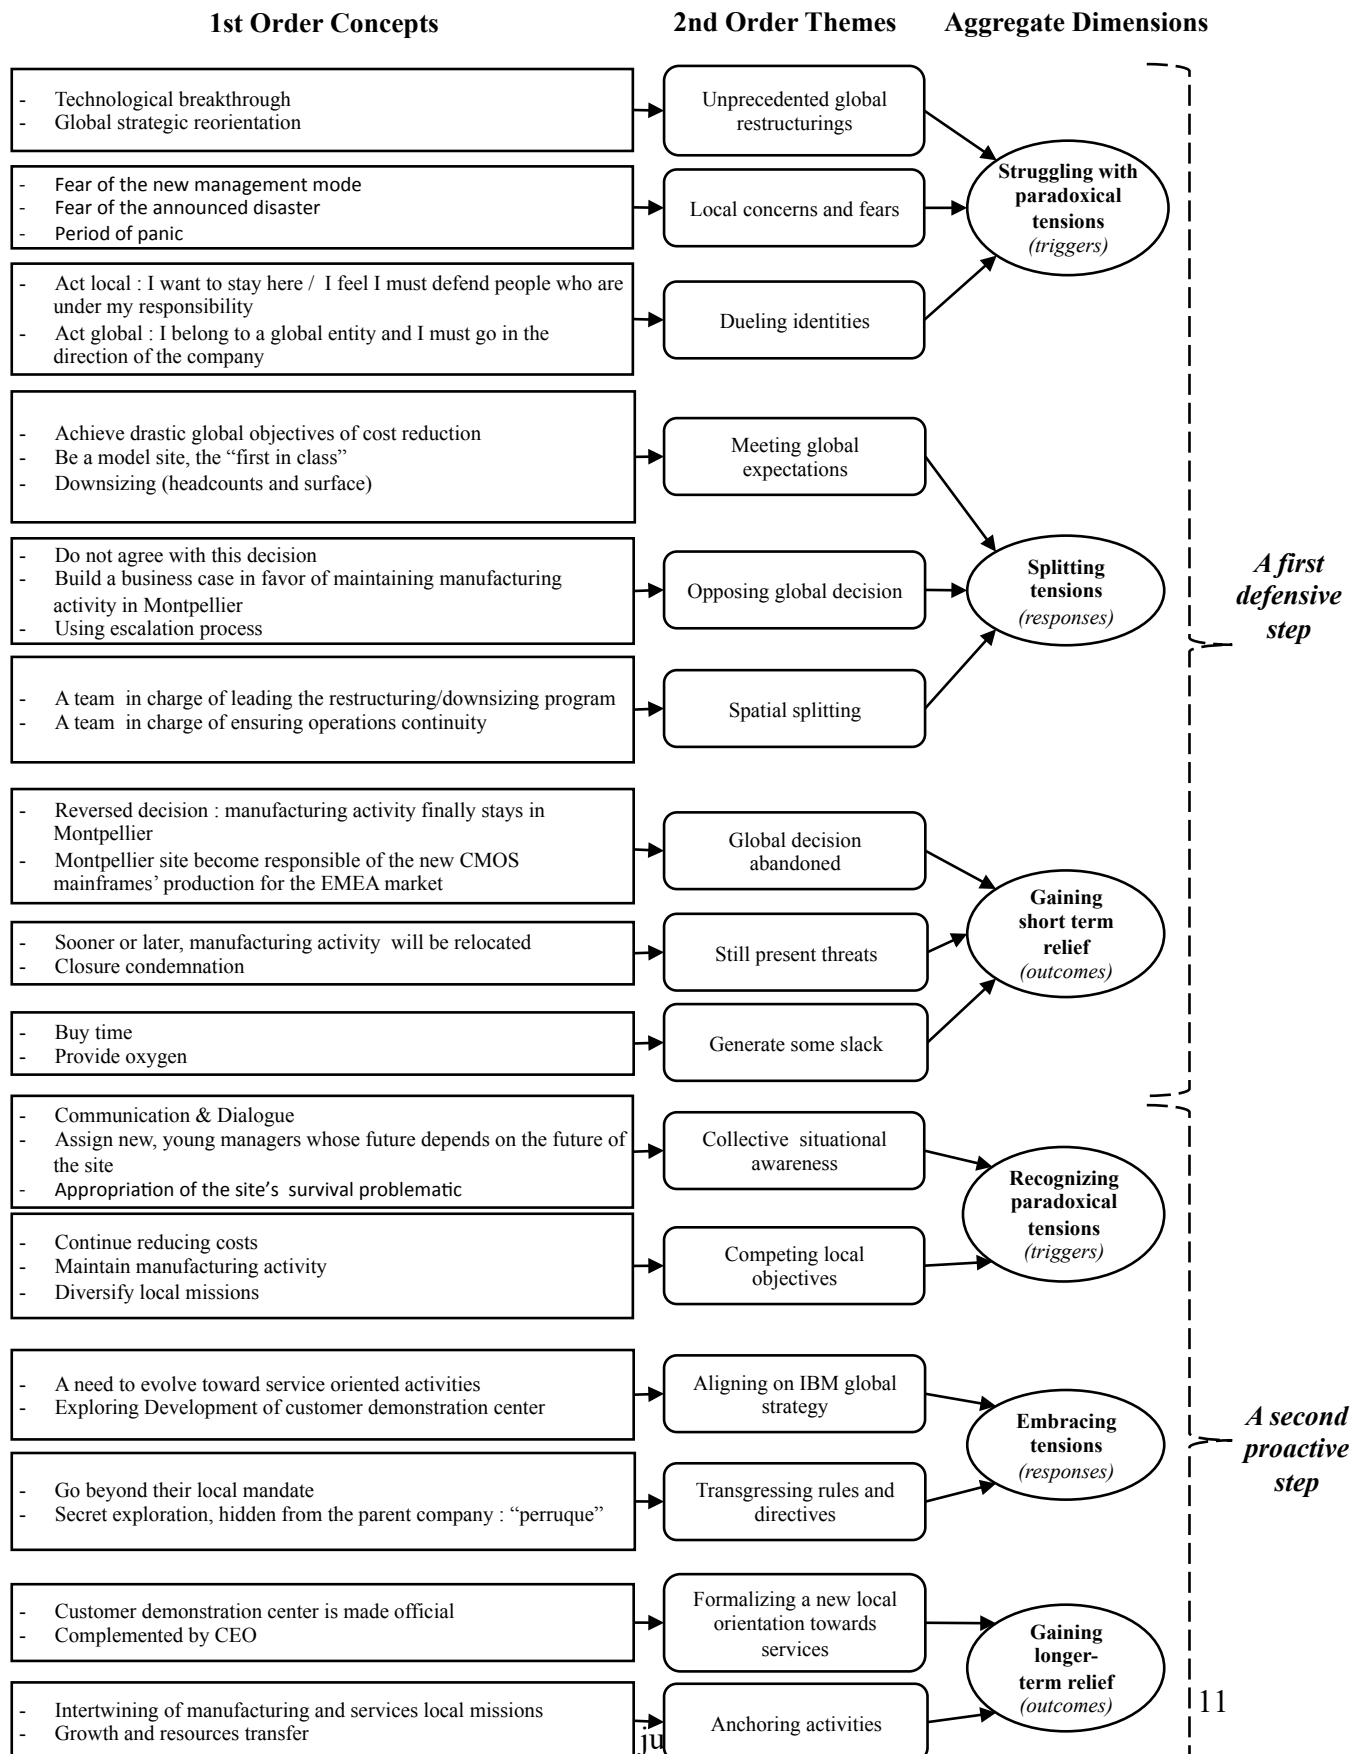 1st Order Concepts
2nd Order Themes
Aggregate Dimensions
- Technological breakthrough
- Global strategic reorientation
Unprecedented global
restructurings
- Fear of the new management mode
- Fear of the announced disaster
- Period of panic
Local concerns and fears
- Act local : I want to stay here / I feel I must defend people who are
under my responsibility
- Act global : I belong to a global entity and I must go in the
direction of the company
Dueling identities
Struggling with
paradoxical
tensions
(triggers)
- Achieve drastic global objectives of cost reduction
- Be a model site, the “first in class”
- Downsizing (headcounts and surface)
Meeting global
expectations
- Do not agree with this decision
- Build a business case in favor of maintaining manufacturing
activity in Montpellier
- Using escalation process
Opposing global decision
- A team in charge of leading the restructuring/downsizing program
- A team in charge of ensuring operations continuity
Spatial splitting
Splitting
tensions
(responses)
A first
defensive
step
- Reversed decision : manufacturing activity finally stays in
Montpellier
- Montpellier site become responsible of the new CMOS
mainframes’ production for the EMEA market
Global decision
abandoned
- Sooner or later, manufacturing activity will be relocated
- Closure condemnation
Still present threats
- Buy time
- Provide oxygen
Generate some slack
Gaining
short term
relief
(outcomes)
- Communication & Dialogue
- Assign new, young managers whose future depends on the future of
the site
- Appropriation of the site’s survival problematic
Collective situational
awareness
- Continue reducing costs
- Maintain manufacturing activity
- Diversify local missions
Competing local
objectives
Recognizing
paradoxical
tensions
(triggers)
- A need to evolve toward service oriented activities
- Exploring Development of customer demonstration center
Aligning on IBM global
strategy
- Go beyond their local mandate
- Secret exploration, hidden from the parent company : “perruque”
Transgressing rules and
directives
Embracing
tensions
(responses)
A second
proactive
step
- Customer demonstration center is made official
- Complemented by CEO
Formalizing a new local
orientation towards
services
- Intertwining of manufacturing and services local missions
- Growth and resources transfer
Anchoring activities
Gaining
longer-
term relief
(outcomes)
11
ju